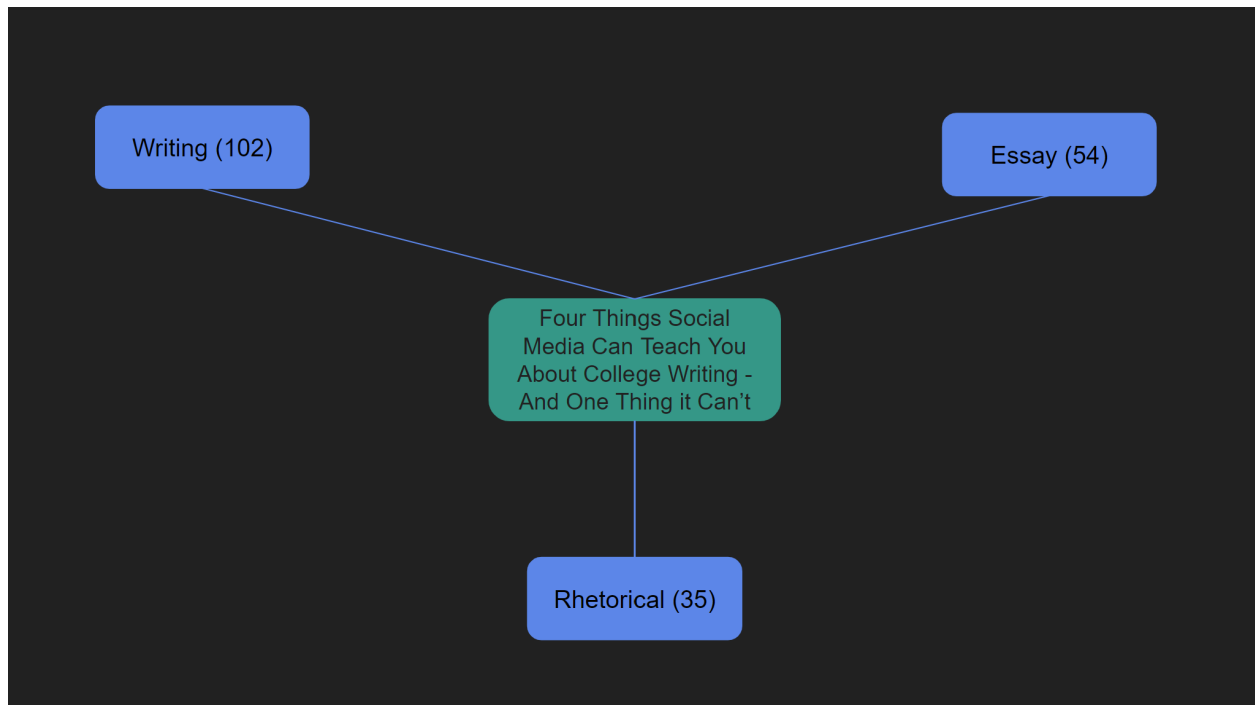 Writing (102)
Essay (54)
Four Things Social
Media Can Teach You
About College Writing -
And One Thing it Can’t
Rhetorical (35)